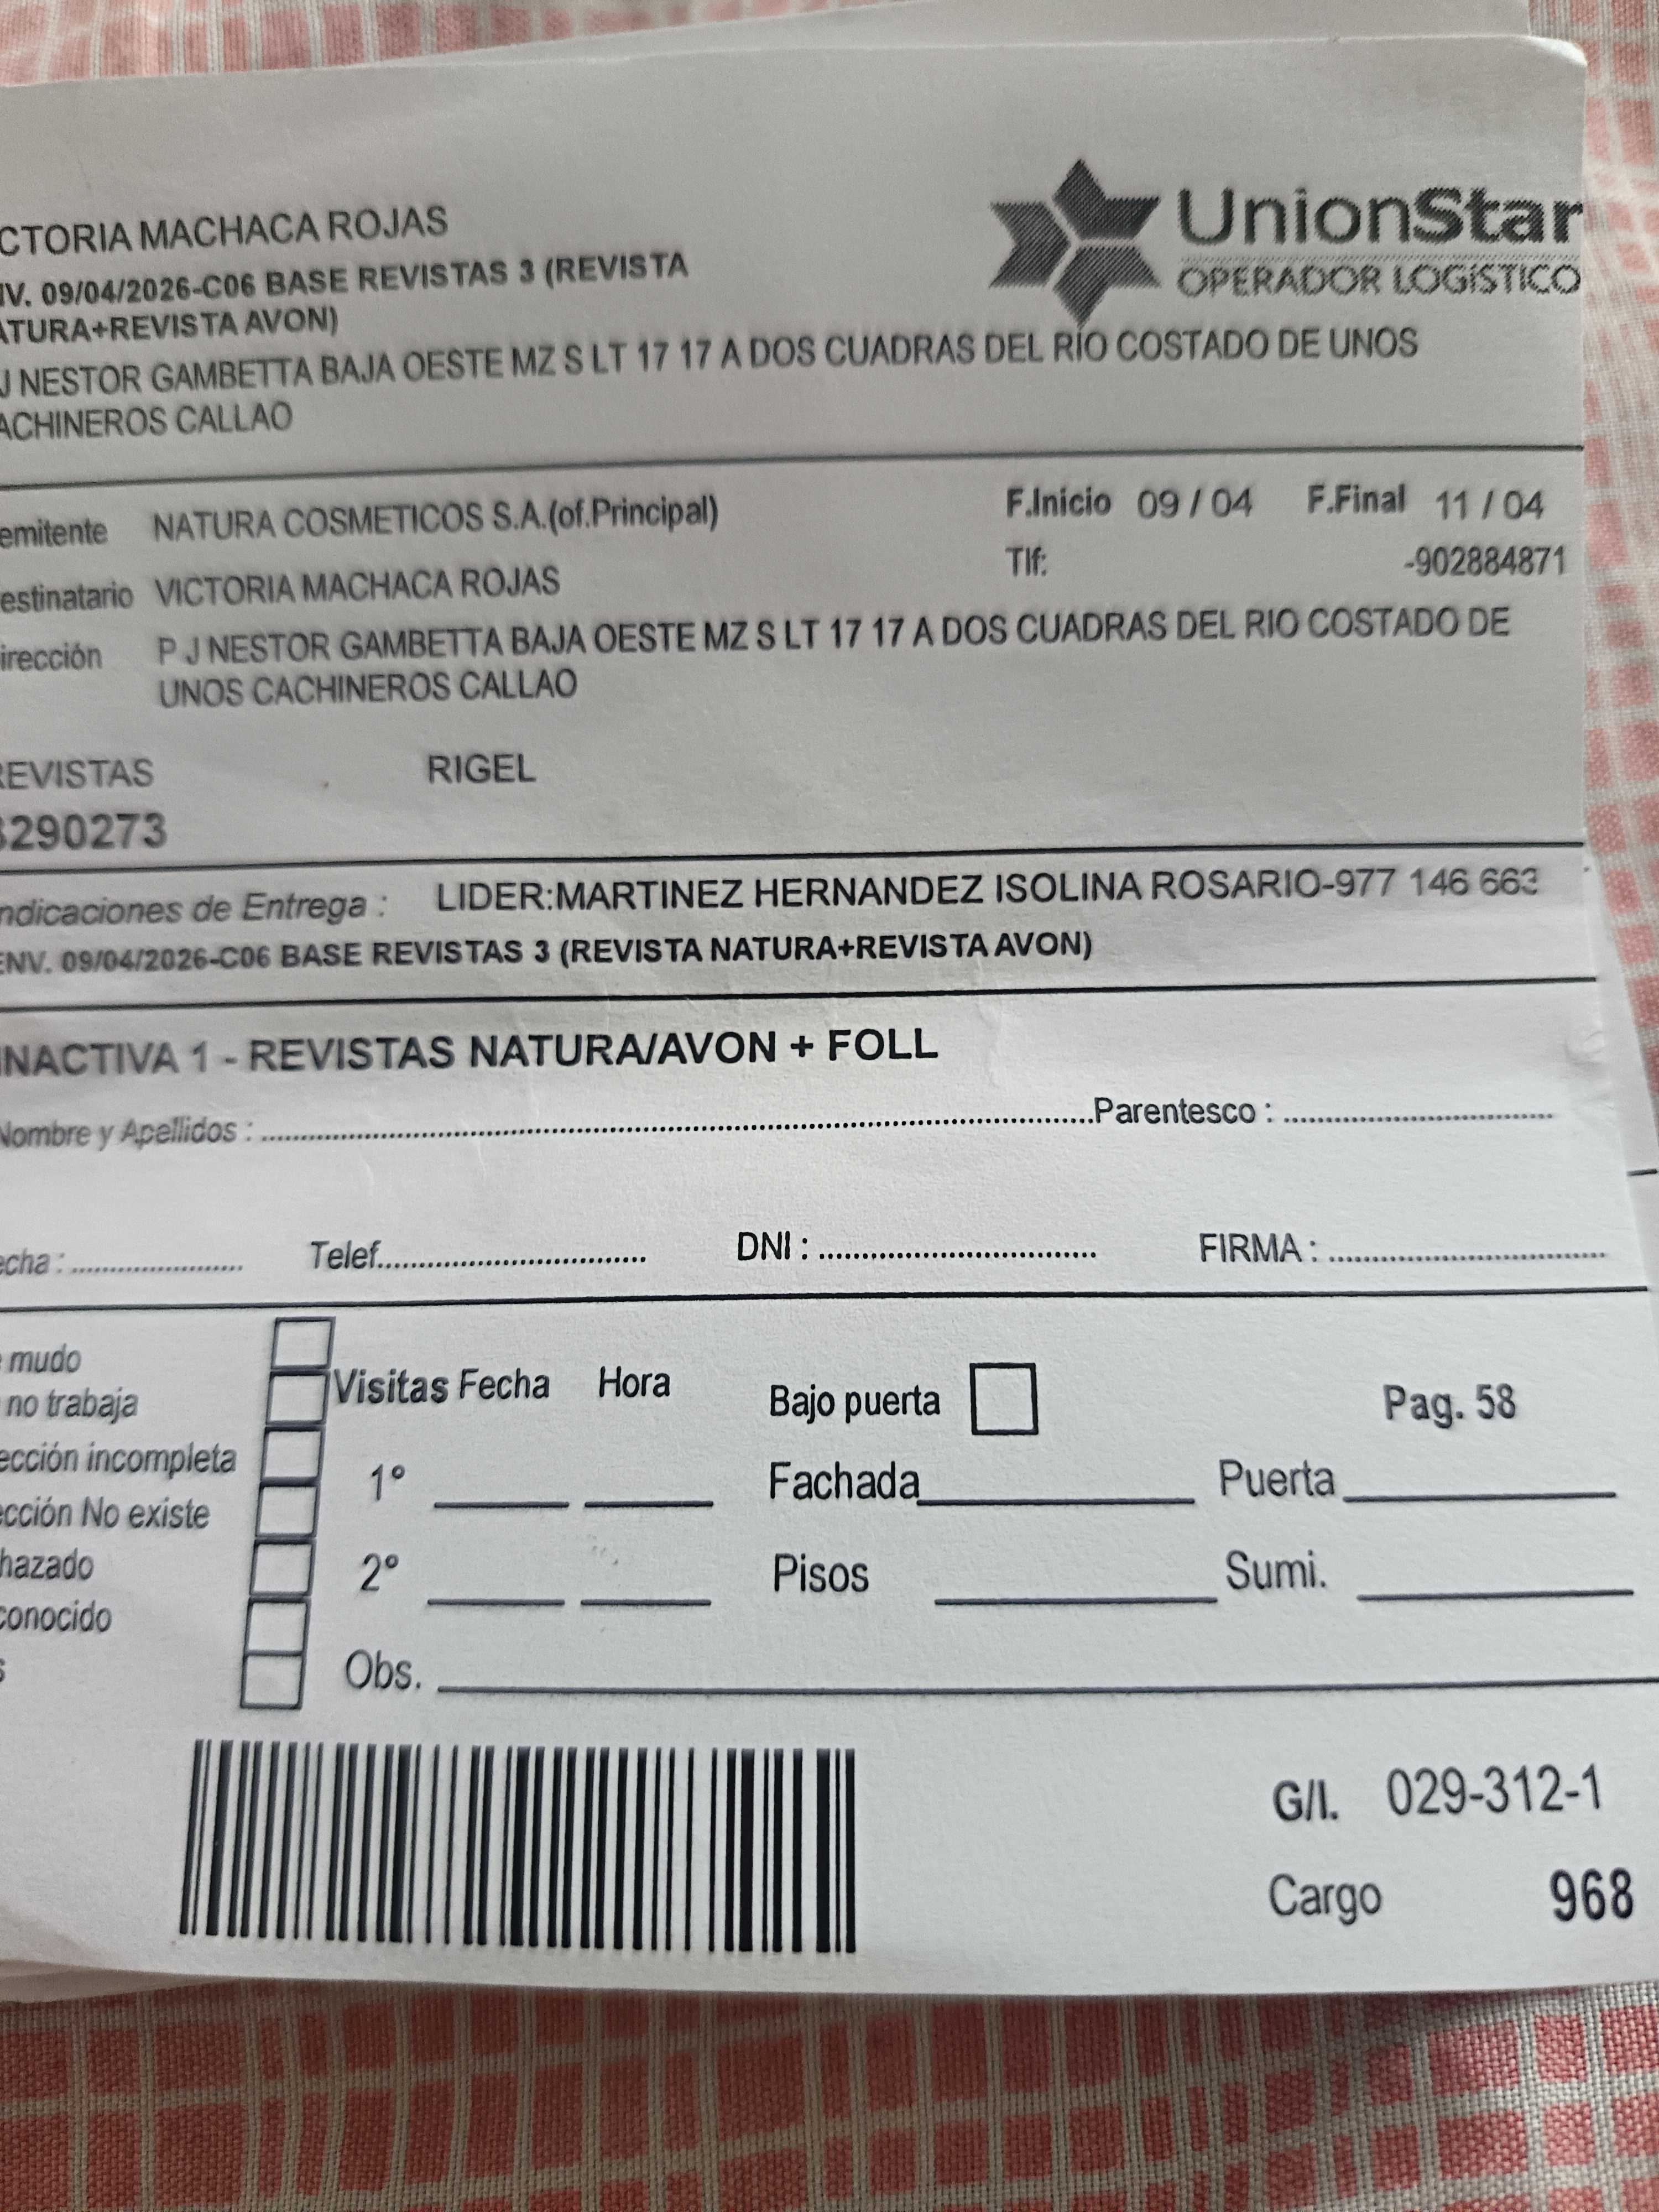 UnionStar
OPERADOR LOGÍSTICO
CTORIA MACHACA ROJAS
NV. 09/04/2026-C06 BASE REVISTAS 3 (REVISTA
ATURA+REVISTA AVON)
J NESTOR GAMBETTA BAJA OESTE MZ S LT 17 17 A DOS CUADRAS DEL RIO COSTADO DE UNOS
ACHINEROS CALLAO
emitente NATURA COSMETICOS S.A.(of.Principal) F.Inicio 09 / 04 F.Final 11 / 04
Tlf: -902884871
estinatario VICTORIA MACHACA ROJAS
irección P J NESTOR GAMBETTA BAJA OESTE MZ S LT 17 17 A DOS CUADRAS DEL RIO COSTADO DE
UNOS CACHINEROS CALLAO
REVISTAS RIGEL
290273
ndicaciones de Entrega : LIDER:MARTINEZ HERNANDEZ ISOLINA ROSARIO-977 146 663
ENV. 09/04/2026-C06 BASE REVISTAS 3 (REVISTA NATURA+REVISTA AVON)
INACTIVA 1 - REVISTAS NATURA/AVON + FOLL
Nombre y Apellidos : Parentesco :
echa : Telef. DNI : FIRMA :
mudo
no trabaja
ección incompleta
ección No existe
hazado
conocido
s
Visitas Fecha Hora
1º
2º
Obs.
Bajo puerta Pag. 58
Fachada Puerta
Pisos Sumi.
G/I. 029-312-1
Cargo 968